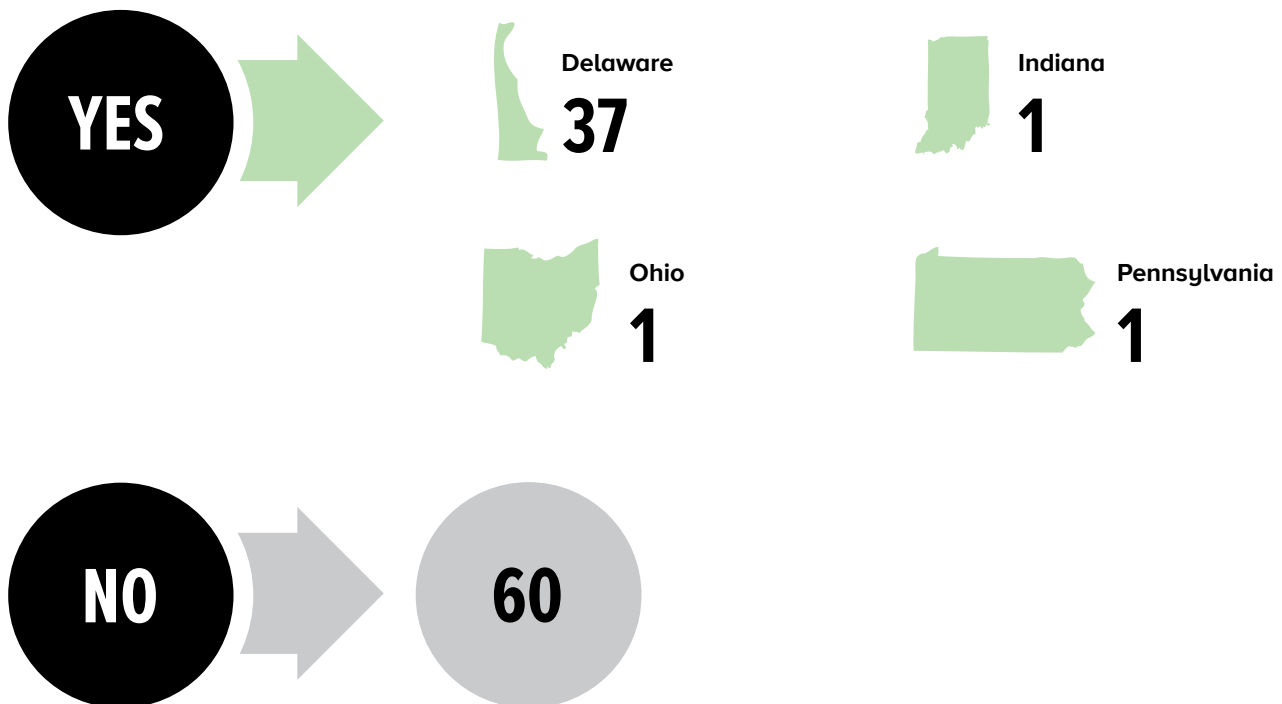 YES
Delaware
37
Indiana
1
Ohio
1
Pennsylvania
1
NO
60